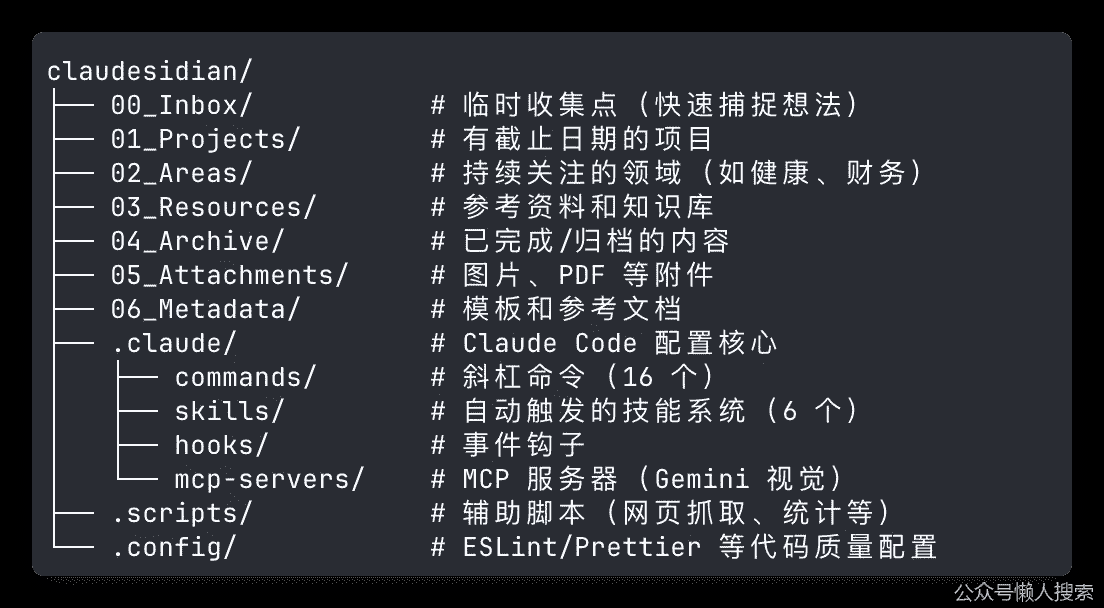 claudesidian/
├── 00_Inbox/ # 临时收集点（快速捕捉想法）
├── 01_Projects/ # 有截止日期的项目
├── 02_Areas/ # 持续关注的领域（如健康、财务）
├── 03_Resources/ # 参考资料和知识库
├── 04_Archive/ # 已完成/归档的内容
├── 05_Attachments/ # 图片、PDF 等附件
├── 06_Metadata/ # 模板和参考文档
├── .claude/ # Claude Code 配置核心
│   ├── commands/ # 斜杠命令（16 个）
│   ├── skills/ # 自动触发的技能系统（6 个）
│   ├── hooks/ # 事件钩子
│   └── mcp-servers/ # MCP 服务器（Gemini 视觉）
├── .scripts/ # 辅助脚本（网页抓取、统计等）
└── .config/ # ESLint/Prettier 等代码质量配置
公众号懒人搜索